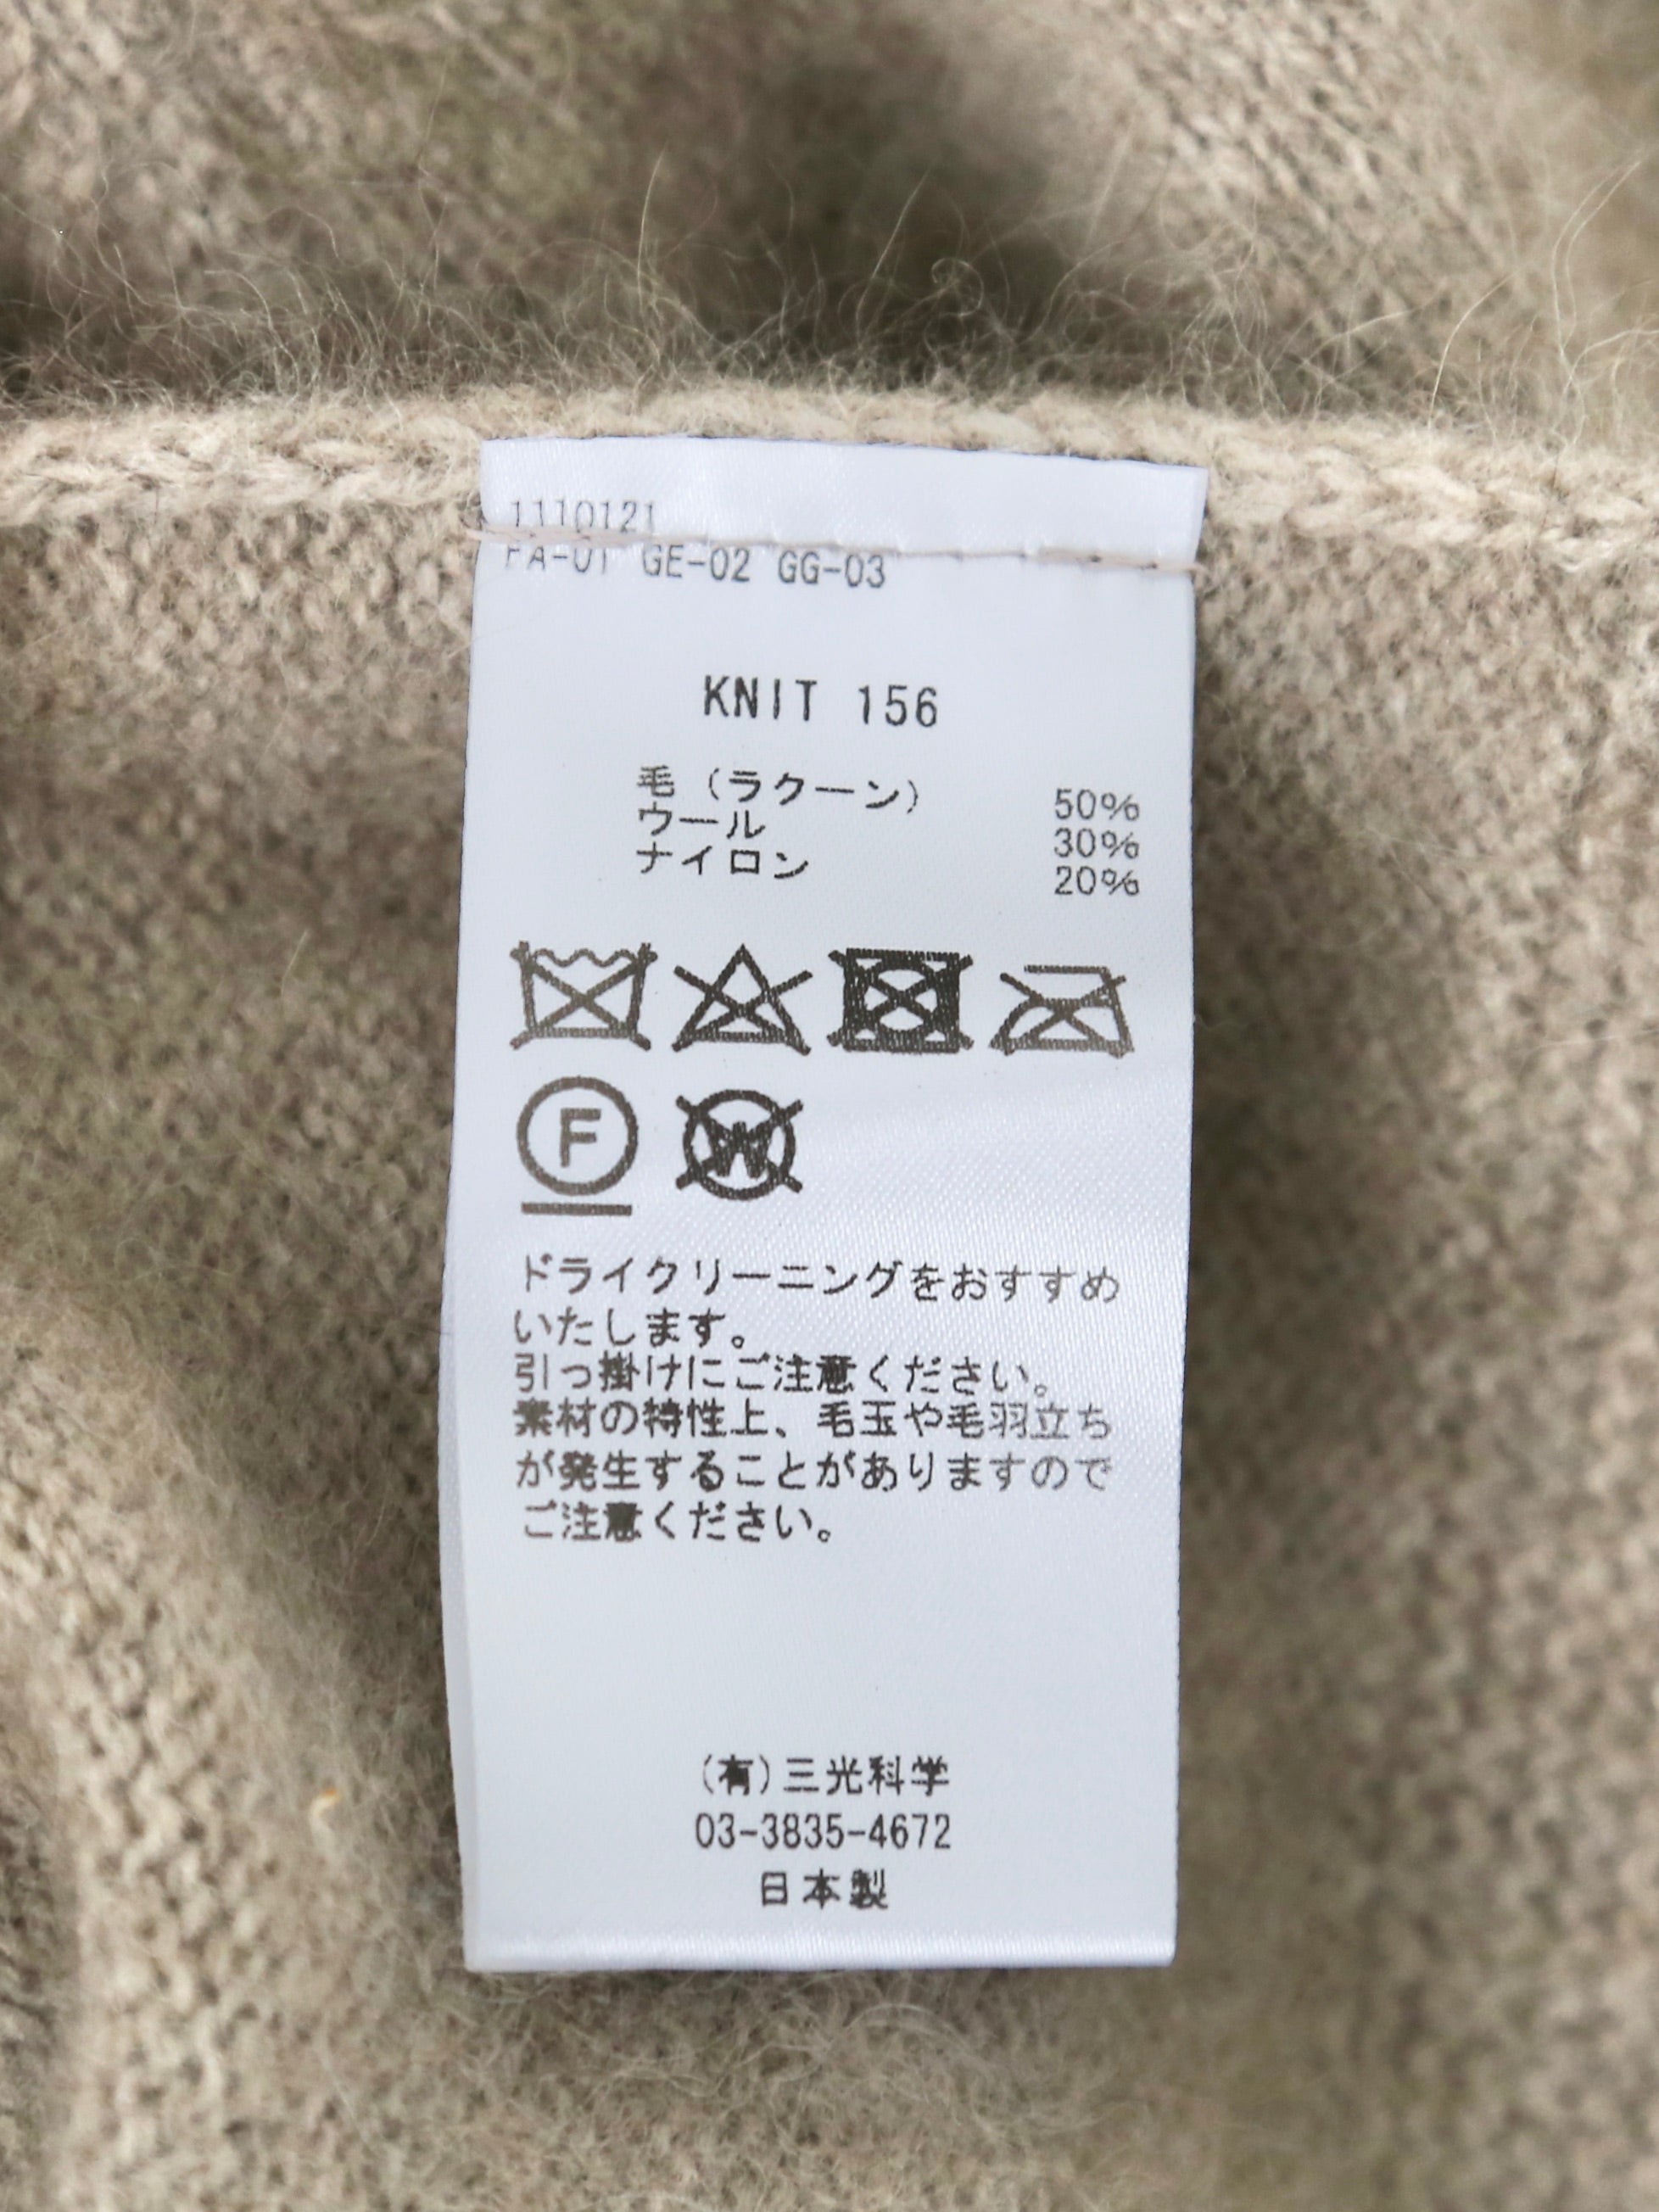 1110121
FA-01 GE-02 GG-03
KNIT 156
毛（ラクーン） 50%
ウール 30%
ナイロン 20%
F W
ドライクリーニングをおすすめ
いたします。
引っ掛けにご注意ください。
素材の特性上、毛玉や毛羽立ち
が発生することがありますので
ご注意ください。
(有)三光科学
03-3835-4672
日本製